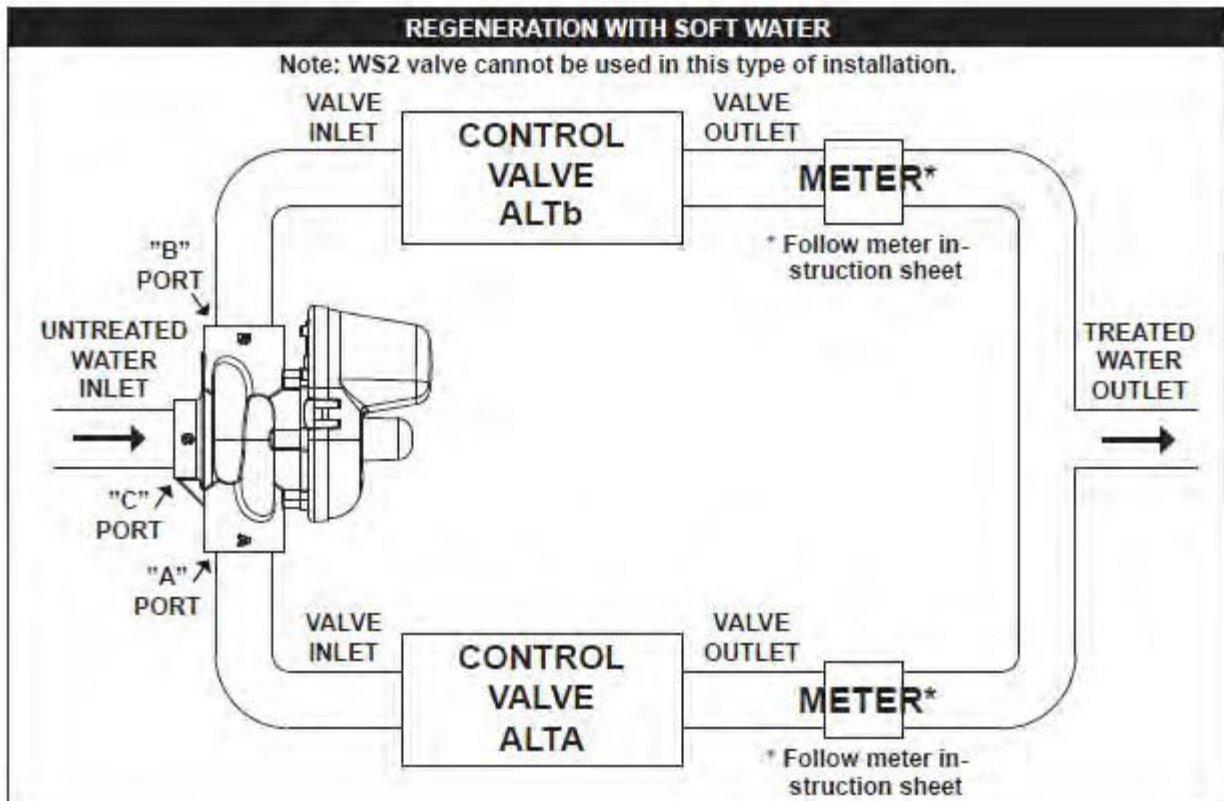 REGENERATION WITH SOFT WATER
Note: WS2 valve cannot be used in this type of installation.
VALVE
INLET
CONTROL
VALVE
ALTb
VALVE
OUTLET
METER*
* Follow meter in-
struction sheet
"B"
PORT
UNTREATED
WATER
INLET
B
C
"C"
PORT
A
"A"
PORT
TREATED
WATER
OUTLET
VALVE
INLET
CONTROL
VALVE
ALTA
VALVE
OUTLET
METER*
* Follow meter in-
struction sheet